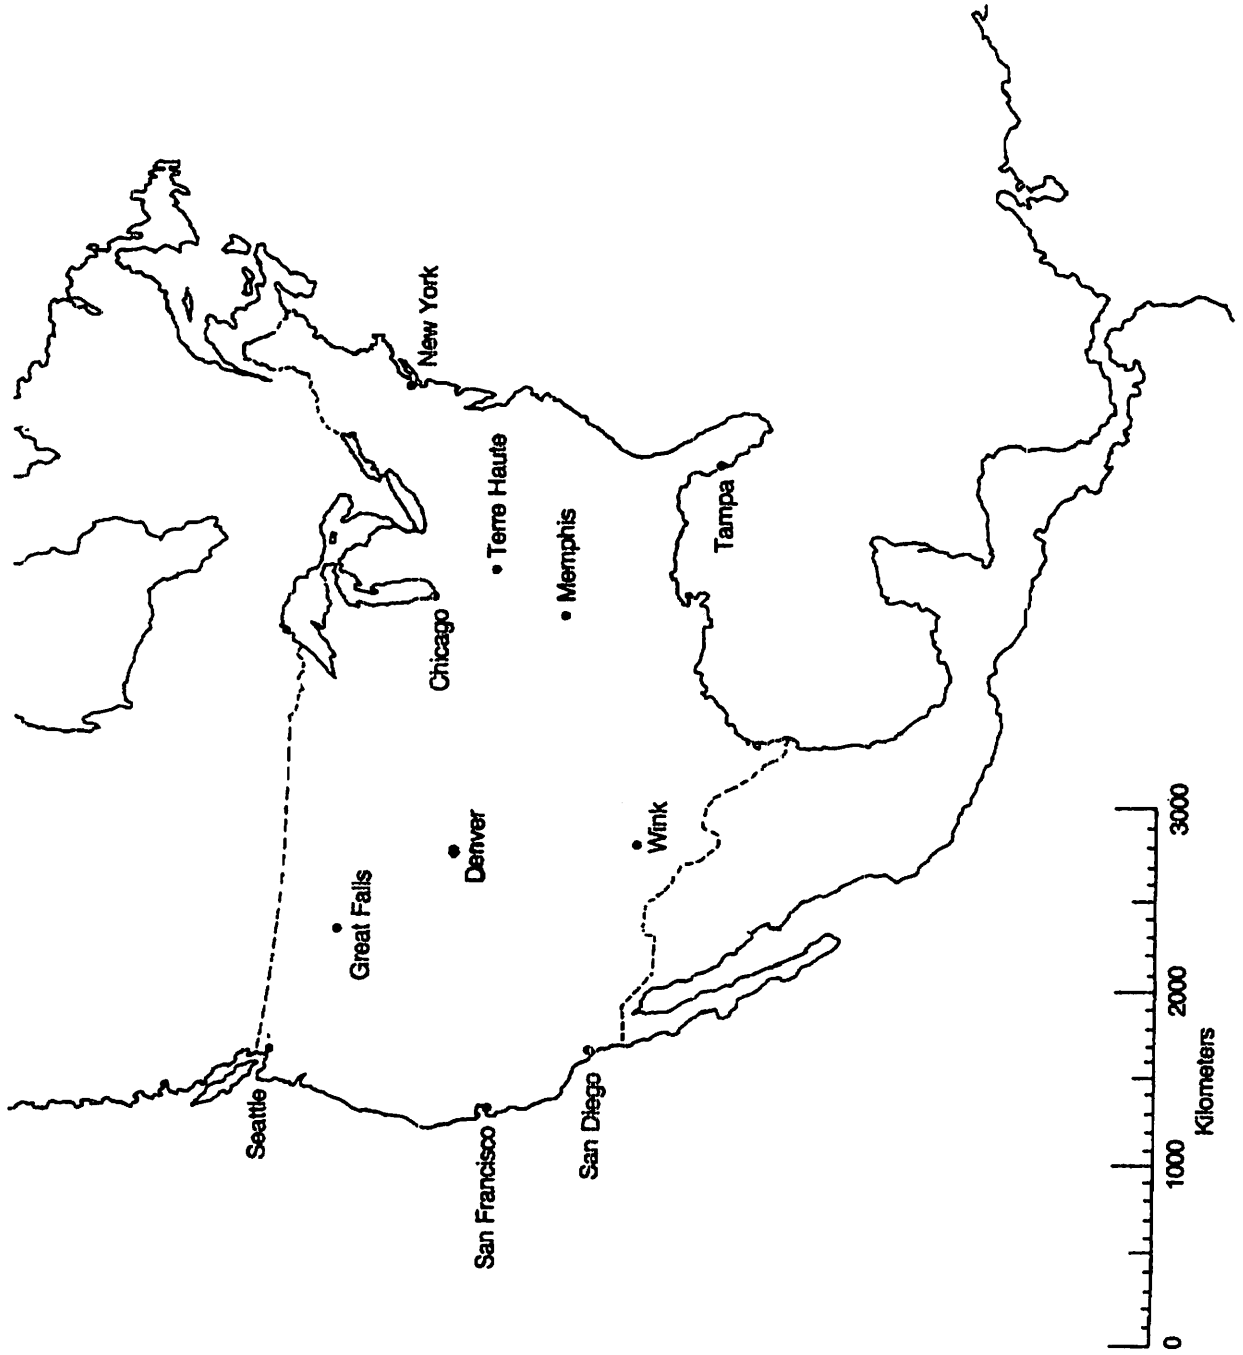 Seattle
San Francisco
San Diego
Great Falls
Denver
Wink
Chicago
Terre Haute
Memphis
New York
Tampa
0 1000 2000 3000
Kilometers